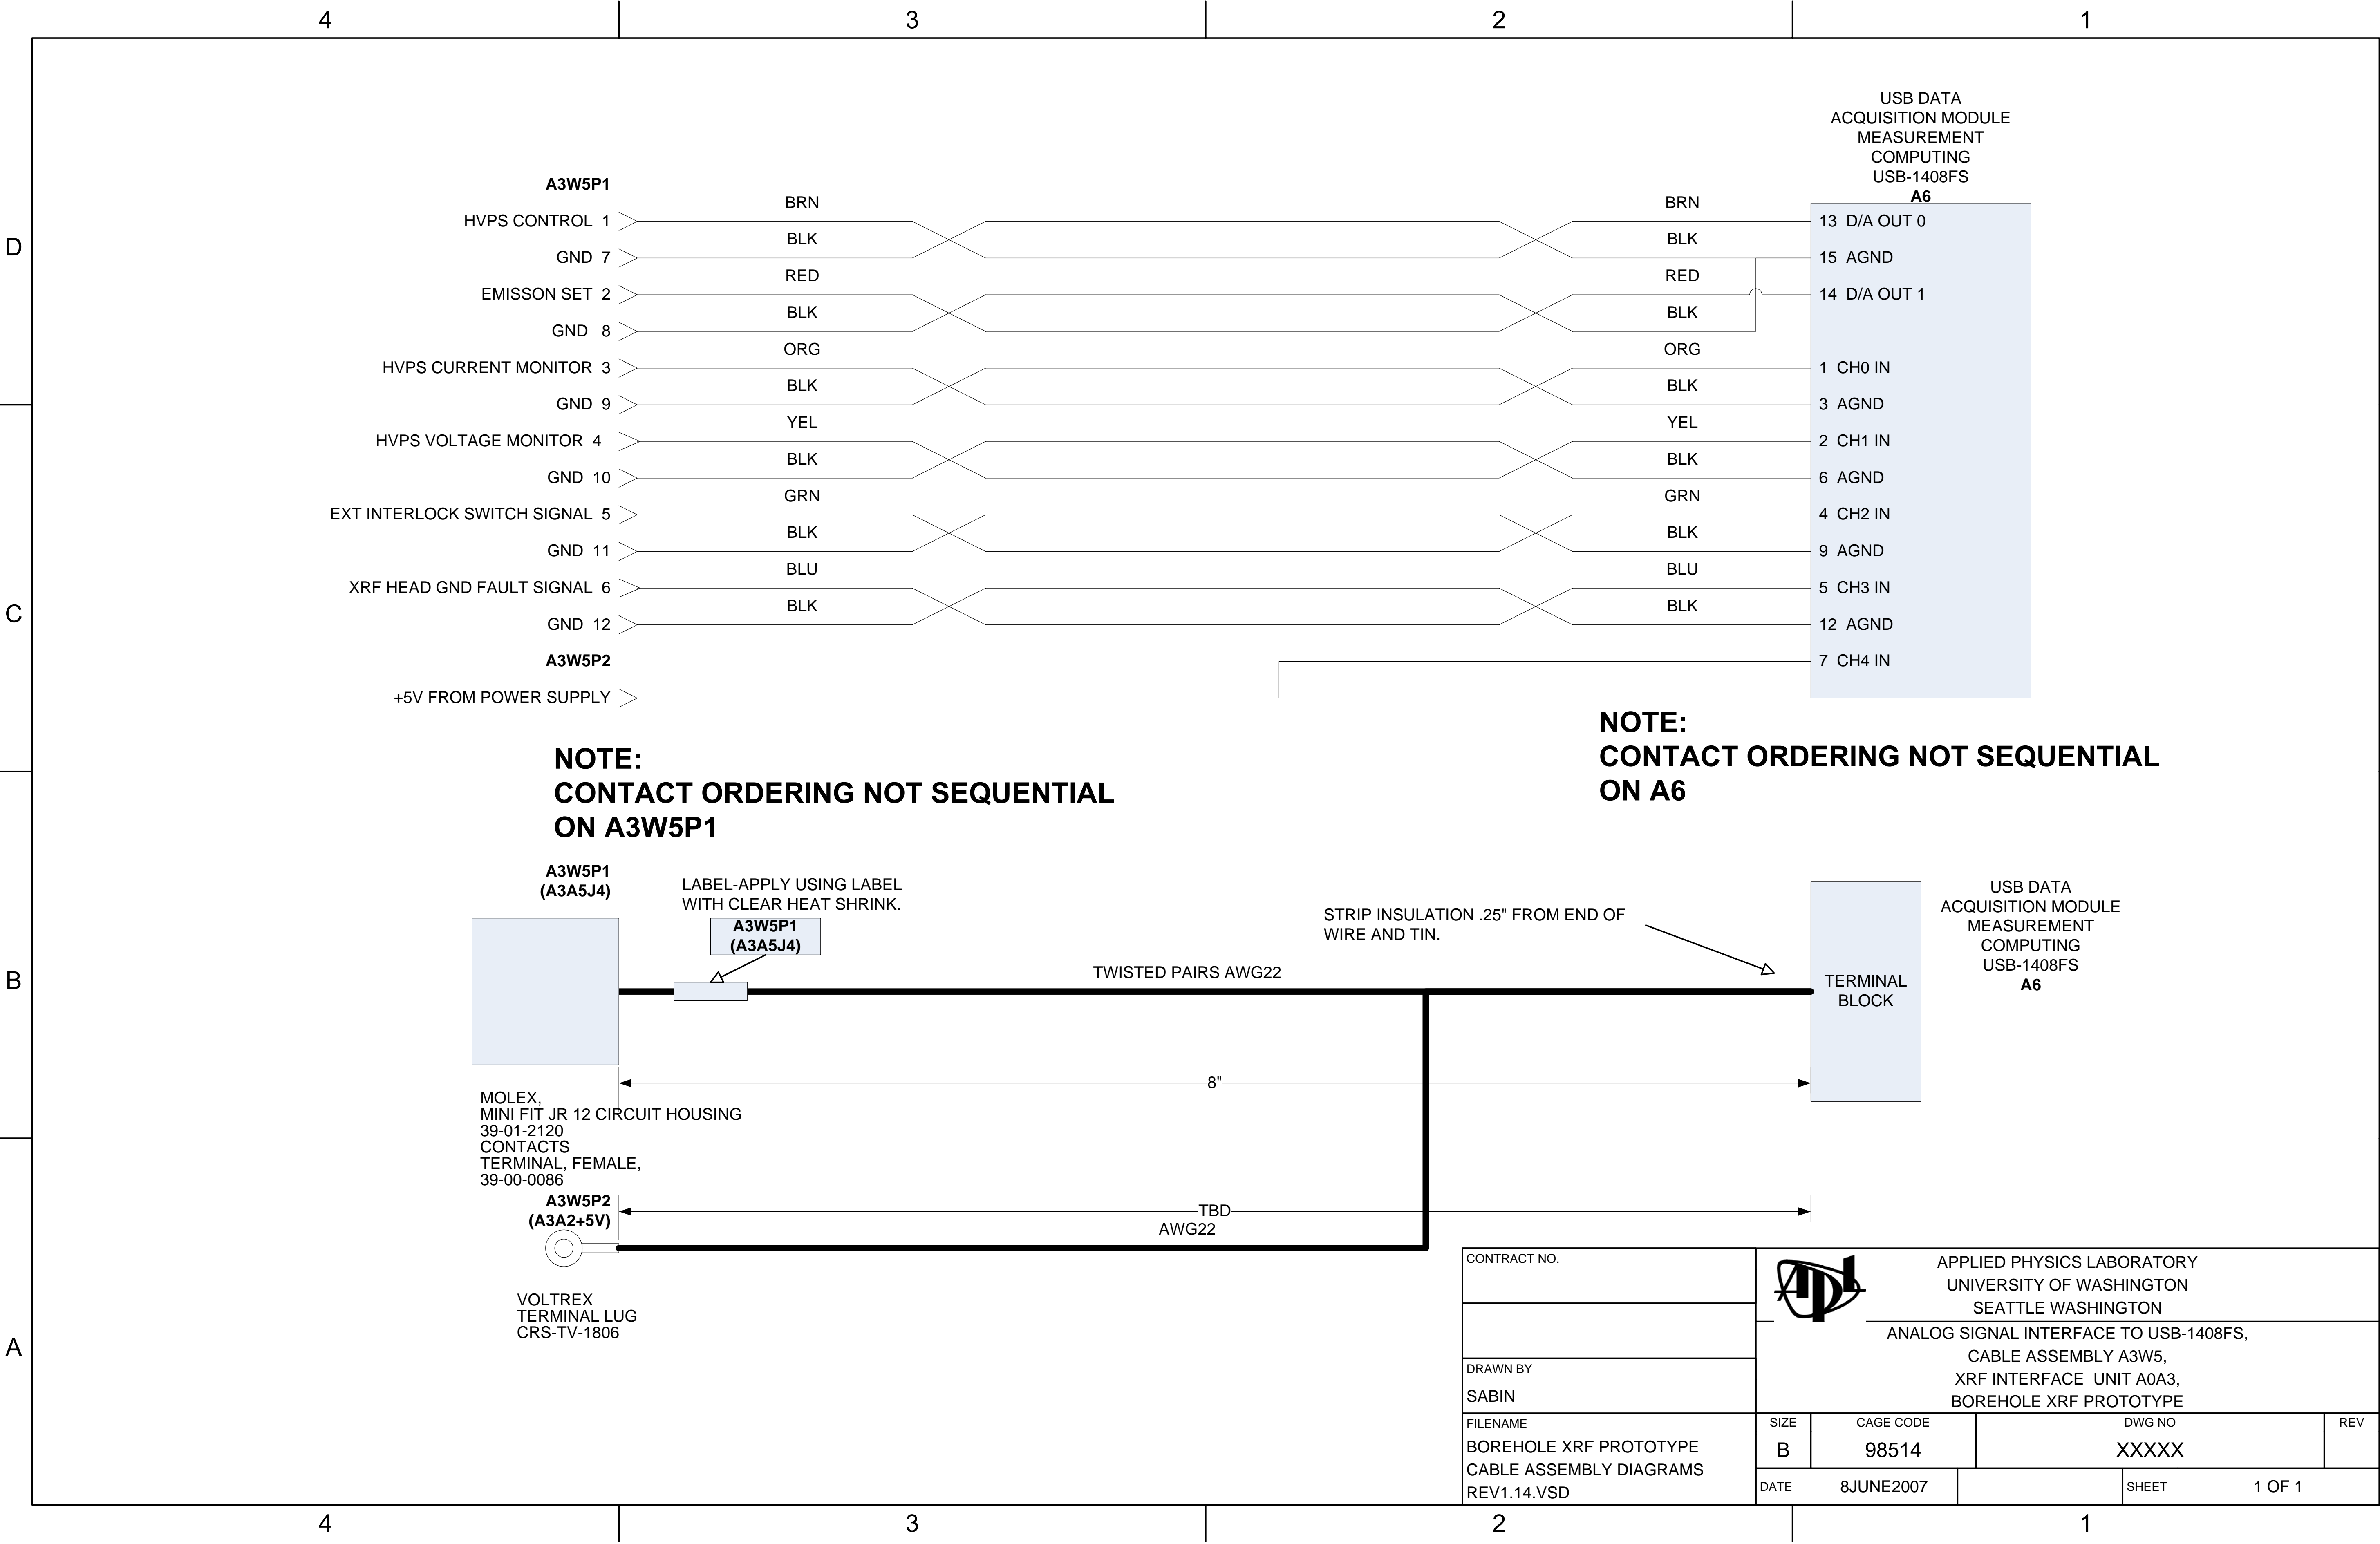 4 3 2 1
D
C
B
A
USB DATA
ACQUISITION MODULE
MEASUREMENT
COMPUTING
USB-1408FS
A6
A3W5P1
HVPS CONTROL 1 BRN BRN 13 D/A OUT 0
GND 7 BLK BLK 15 AGND
EMISSON SET 2 RED RED 14 D/A OUT 1
GND 8 BLK BLK
HVPS CURRENT MONITOR 3 ORG ORG 1 CH0 IN
GND 9 BLK BLK 3 AGND
HVPS VOLTAGE MONITOR 4 YEL YEL 2 CH1 IN
GND 10 BLK BLK 6 AGND
EXT INTERLOCK SWITCH SIGNAL 5 GRN GRN 4 CH2 IN
GND 11 BLK BLK 9 AGND
XRF HEAD GND FAULT SIGNAL 6 BLU BLU 5 CH3 IN
GND 12 BLK BLK 12 AGND
A3W5P2 7 CH4 IN
+5V FROM POWER SUPPLY
NOTE:
CONTACT ORDERING NOT SEQUENTIAL
ON A3W5P1
NOTE:
CONTACT ORDERING NOT SEQUENTIAL
ON A6
A3W5P1
(A3A5J4)
LABEL-APPLY USING LABEL
WITH CLEAR HEAT SHRINK.
A3W5P1
(A3A5J4)
TWISTED PAIRS AWG22
STRIP INSULATION .25" FROM END OF
WIRE AND TIN.
TERMINAL
BLOCK
USB DATA
ACQUISITION MODULE
MEASUREMENT
COMPUTING
USB-1408FS
A6
8"
MOLEX,
MINI FIT JR 12 CIRCUIT HOUSING
39-01-2120
CONTACTS
TERMINAL, FEMALE,
39-00-0086
A3W5P2
(A3A2+5V)
TBD
AWG22
VOLTREX
TERMINAL LUG
CRS-TV-1806
CONTRACT NO.
APL
APPLIED PHYSICS LABORATORY
UNIVERSITY OF WASHINGTON
SEATTLE WASHINGTON
ANALOG SIGNAL INTERFACE TO USB-1408FS,
CABLE ASSEMBLY A3W5,
XRF INTERFACE UNIT A0A3,
BOREHOLE XRF PROTOTYPE
DRAWN BY
SABIN
FILENAME
BOREHOLE XRF PROTOTYPE
CABLE ASSEMBLY DIAGRAMS
REV1.14.VSD
SIZE CAGE CODE DWG NO REV
B 98514 XXXXX
DATE 8JUNE2007 SHEET 1 OF 1
4 3 2 1